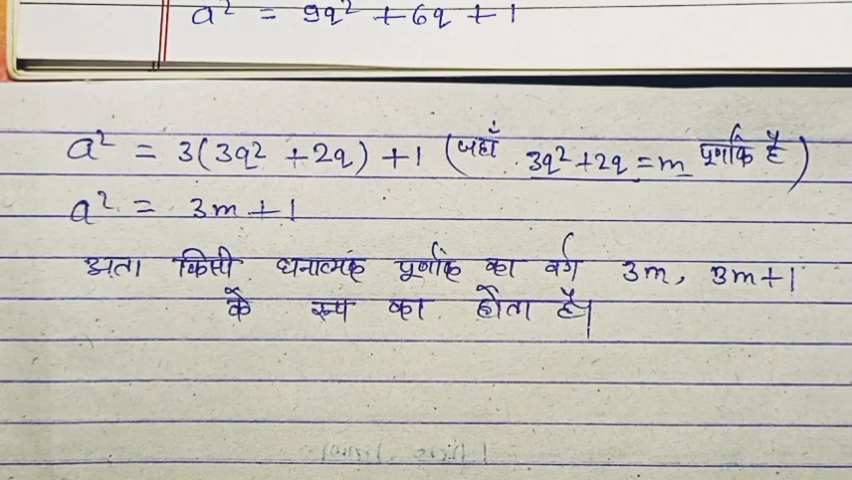 a² = 9q² + 6q + 1
a² = 3(3q² + 2q) + 1 (जहाँ 3q² + 2q = m पूर्णांक है)
a² = 3m + 1
अतः किसी धनात्मक पूर्णांक का वर्ग 3m, 3m+1
के रूप का होता है।